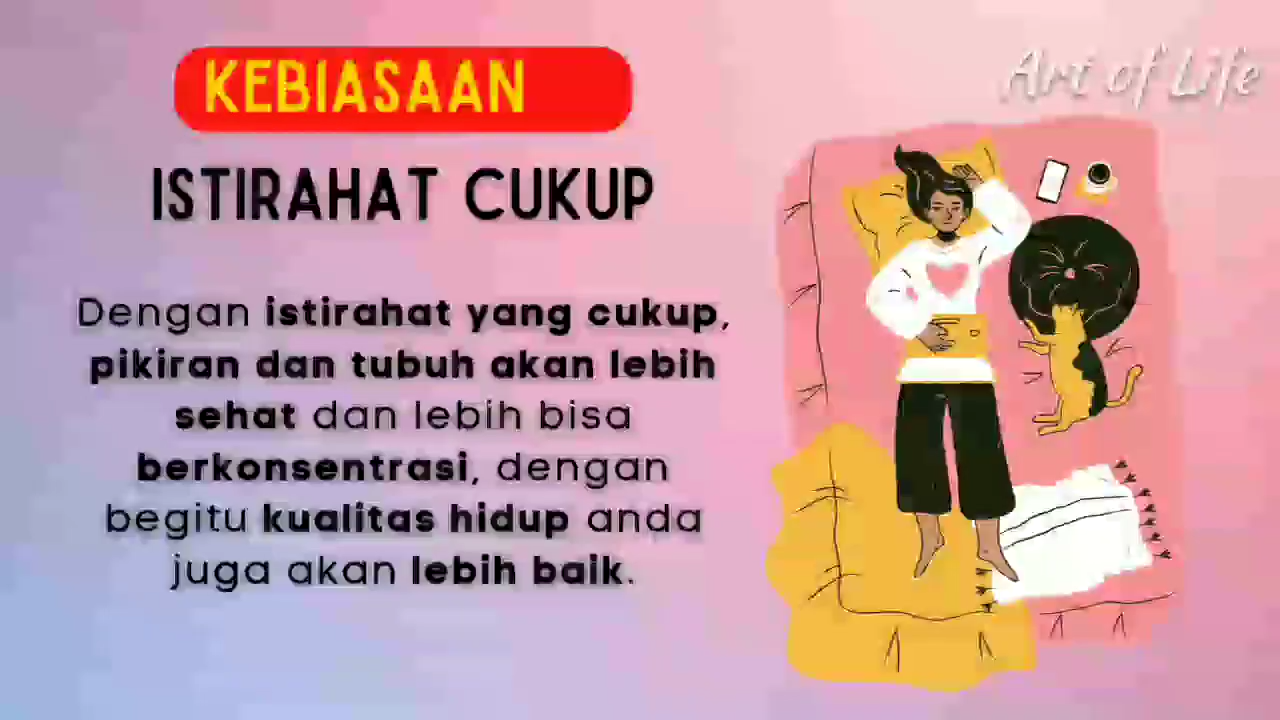 KEBIASAAN
Art of Life
ISTIRAHAT CUKUP
Dengan istirahat yang cukup,
pikiran dan tubuh akan lebih
sehat dan lebih bisa
berkonsentrasi, dengan
begitu kualitas hidup anda
juga akan lebih baik.